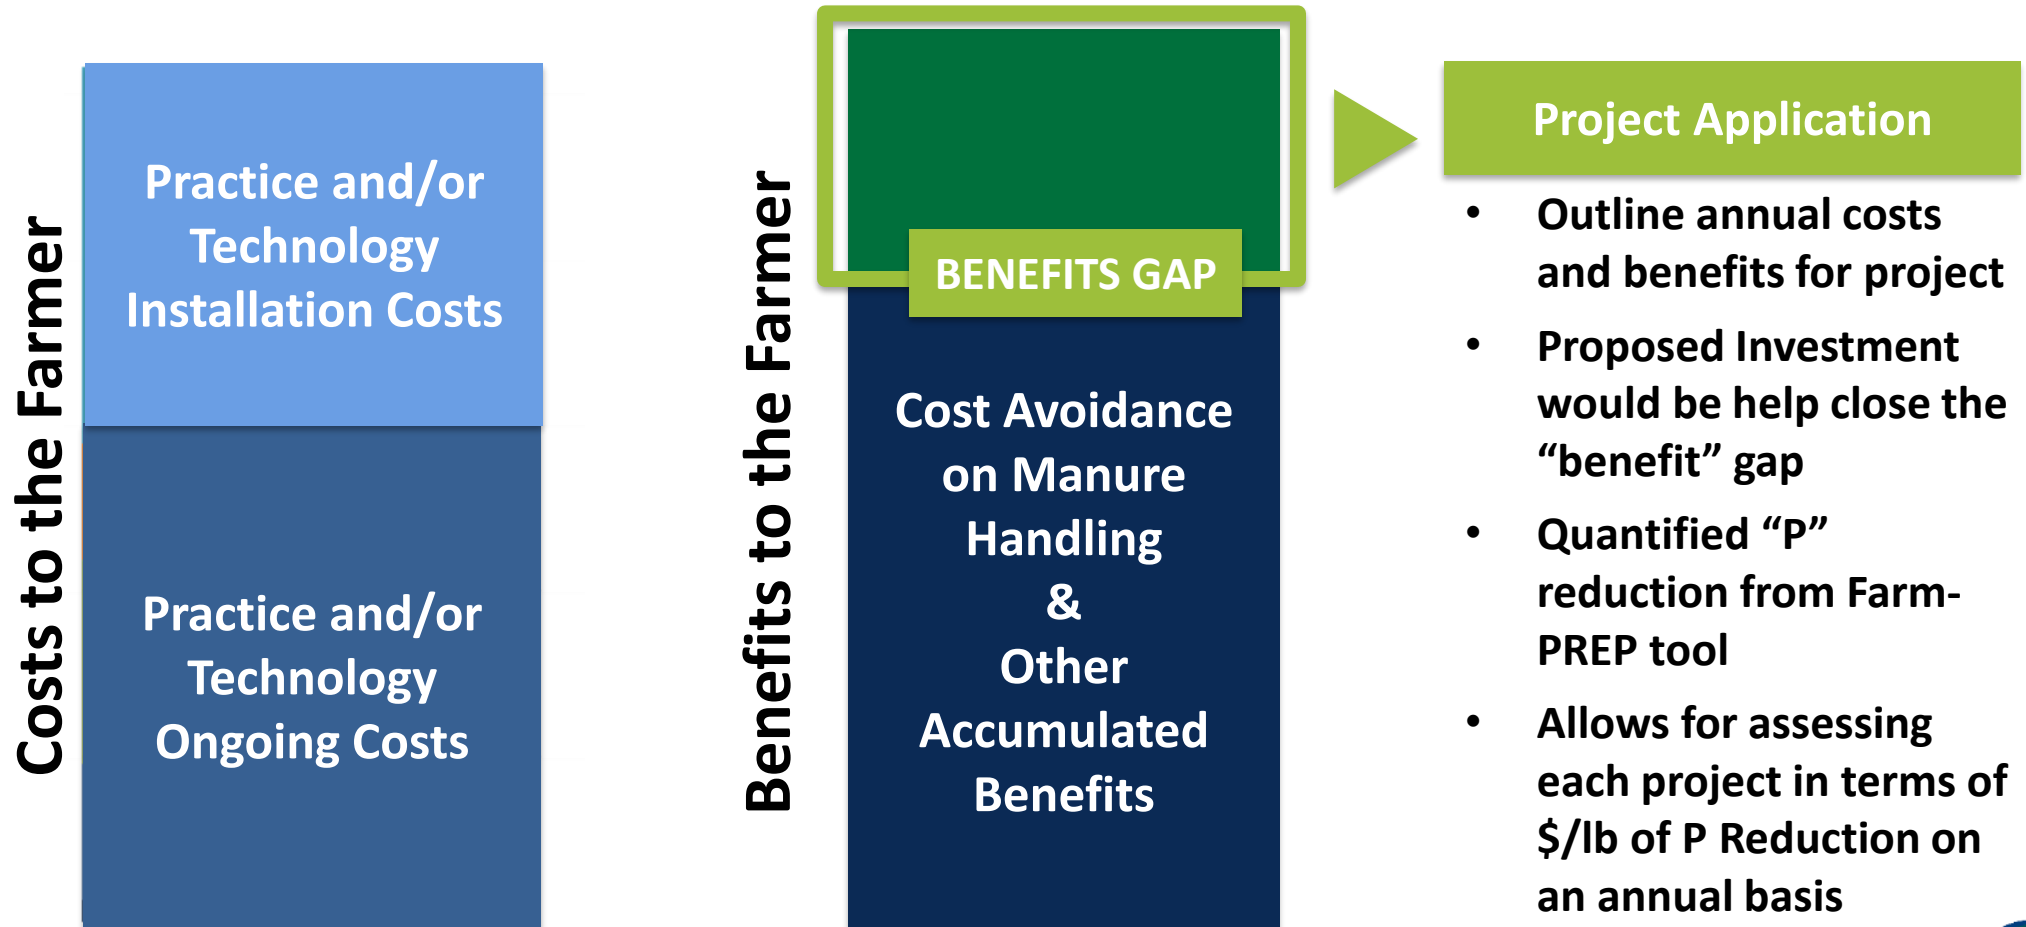 Costs to the Farmer
Practice and/or
Technology
Installation Costs
Practice and/or
Technology
Ongoing Costs
Benefits to the Farmer
BENEFITS GAP
Cost Avoidance
on Manure
Handling
&
Other
Accumulated
Benefits
Project Application
• Outline annual costs
and benefits for project
• Proposed Investment
would be help close the
“benefit” gap
• Quantified “P”
reduction from Farm-
PREP tool
• Allows for assessing
each project in terms of
$/lb of P Reduction on
an annual basis